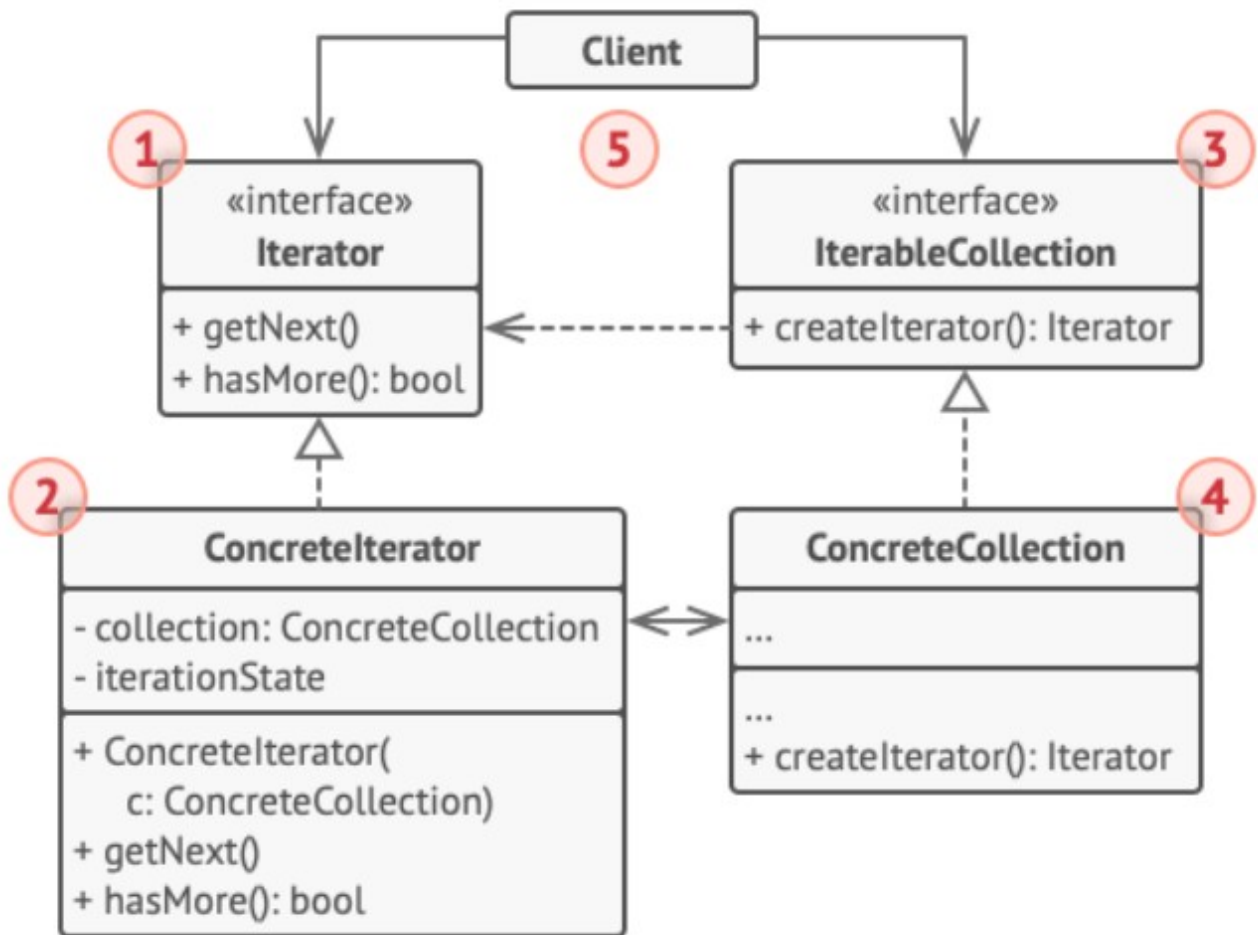 Client
1
5
3
«interface»
Iterator
+ getNext()
+ hasMore(): bool
«interface»
IterableCollection
+ createIterator(): Iterator
2
ConcreteIterator
- collection: ConcreteCollection
- iterationState
+ ConcreteIterator(
c: ConcreteCollection)
+ getNext()
+ hasMore(): bool
4
ConcreteCollection
...
...
+ createIterator(): Iterator